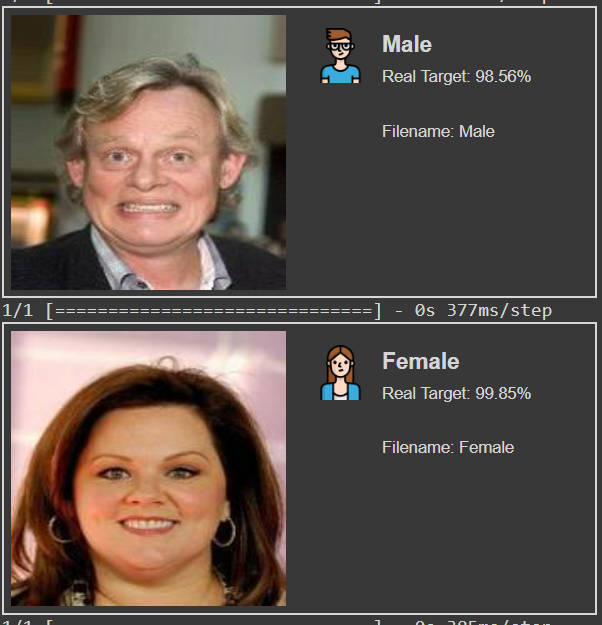 Male
Real Target: 98.56%
Filename: Male
1/1 [==============================] - 0s 377ms/step
Female
Real Target: 99.85%
Filename: Female